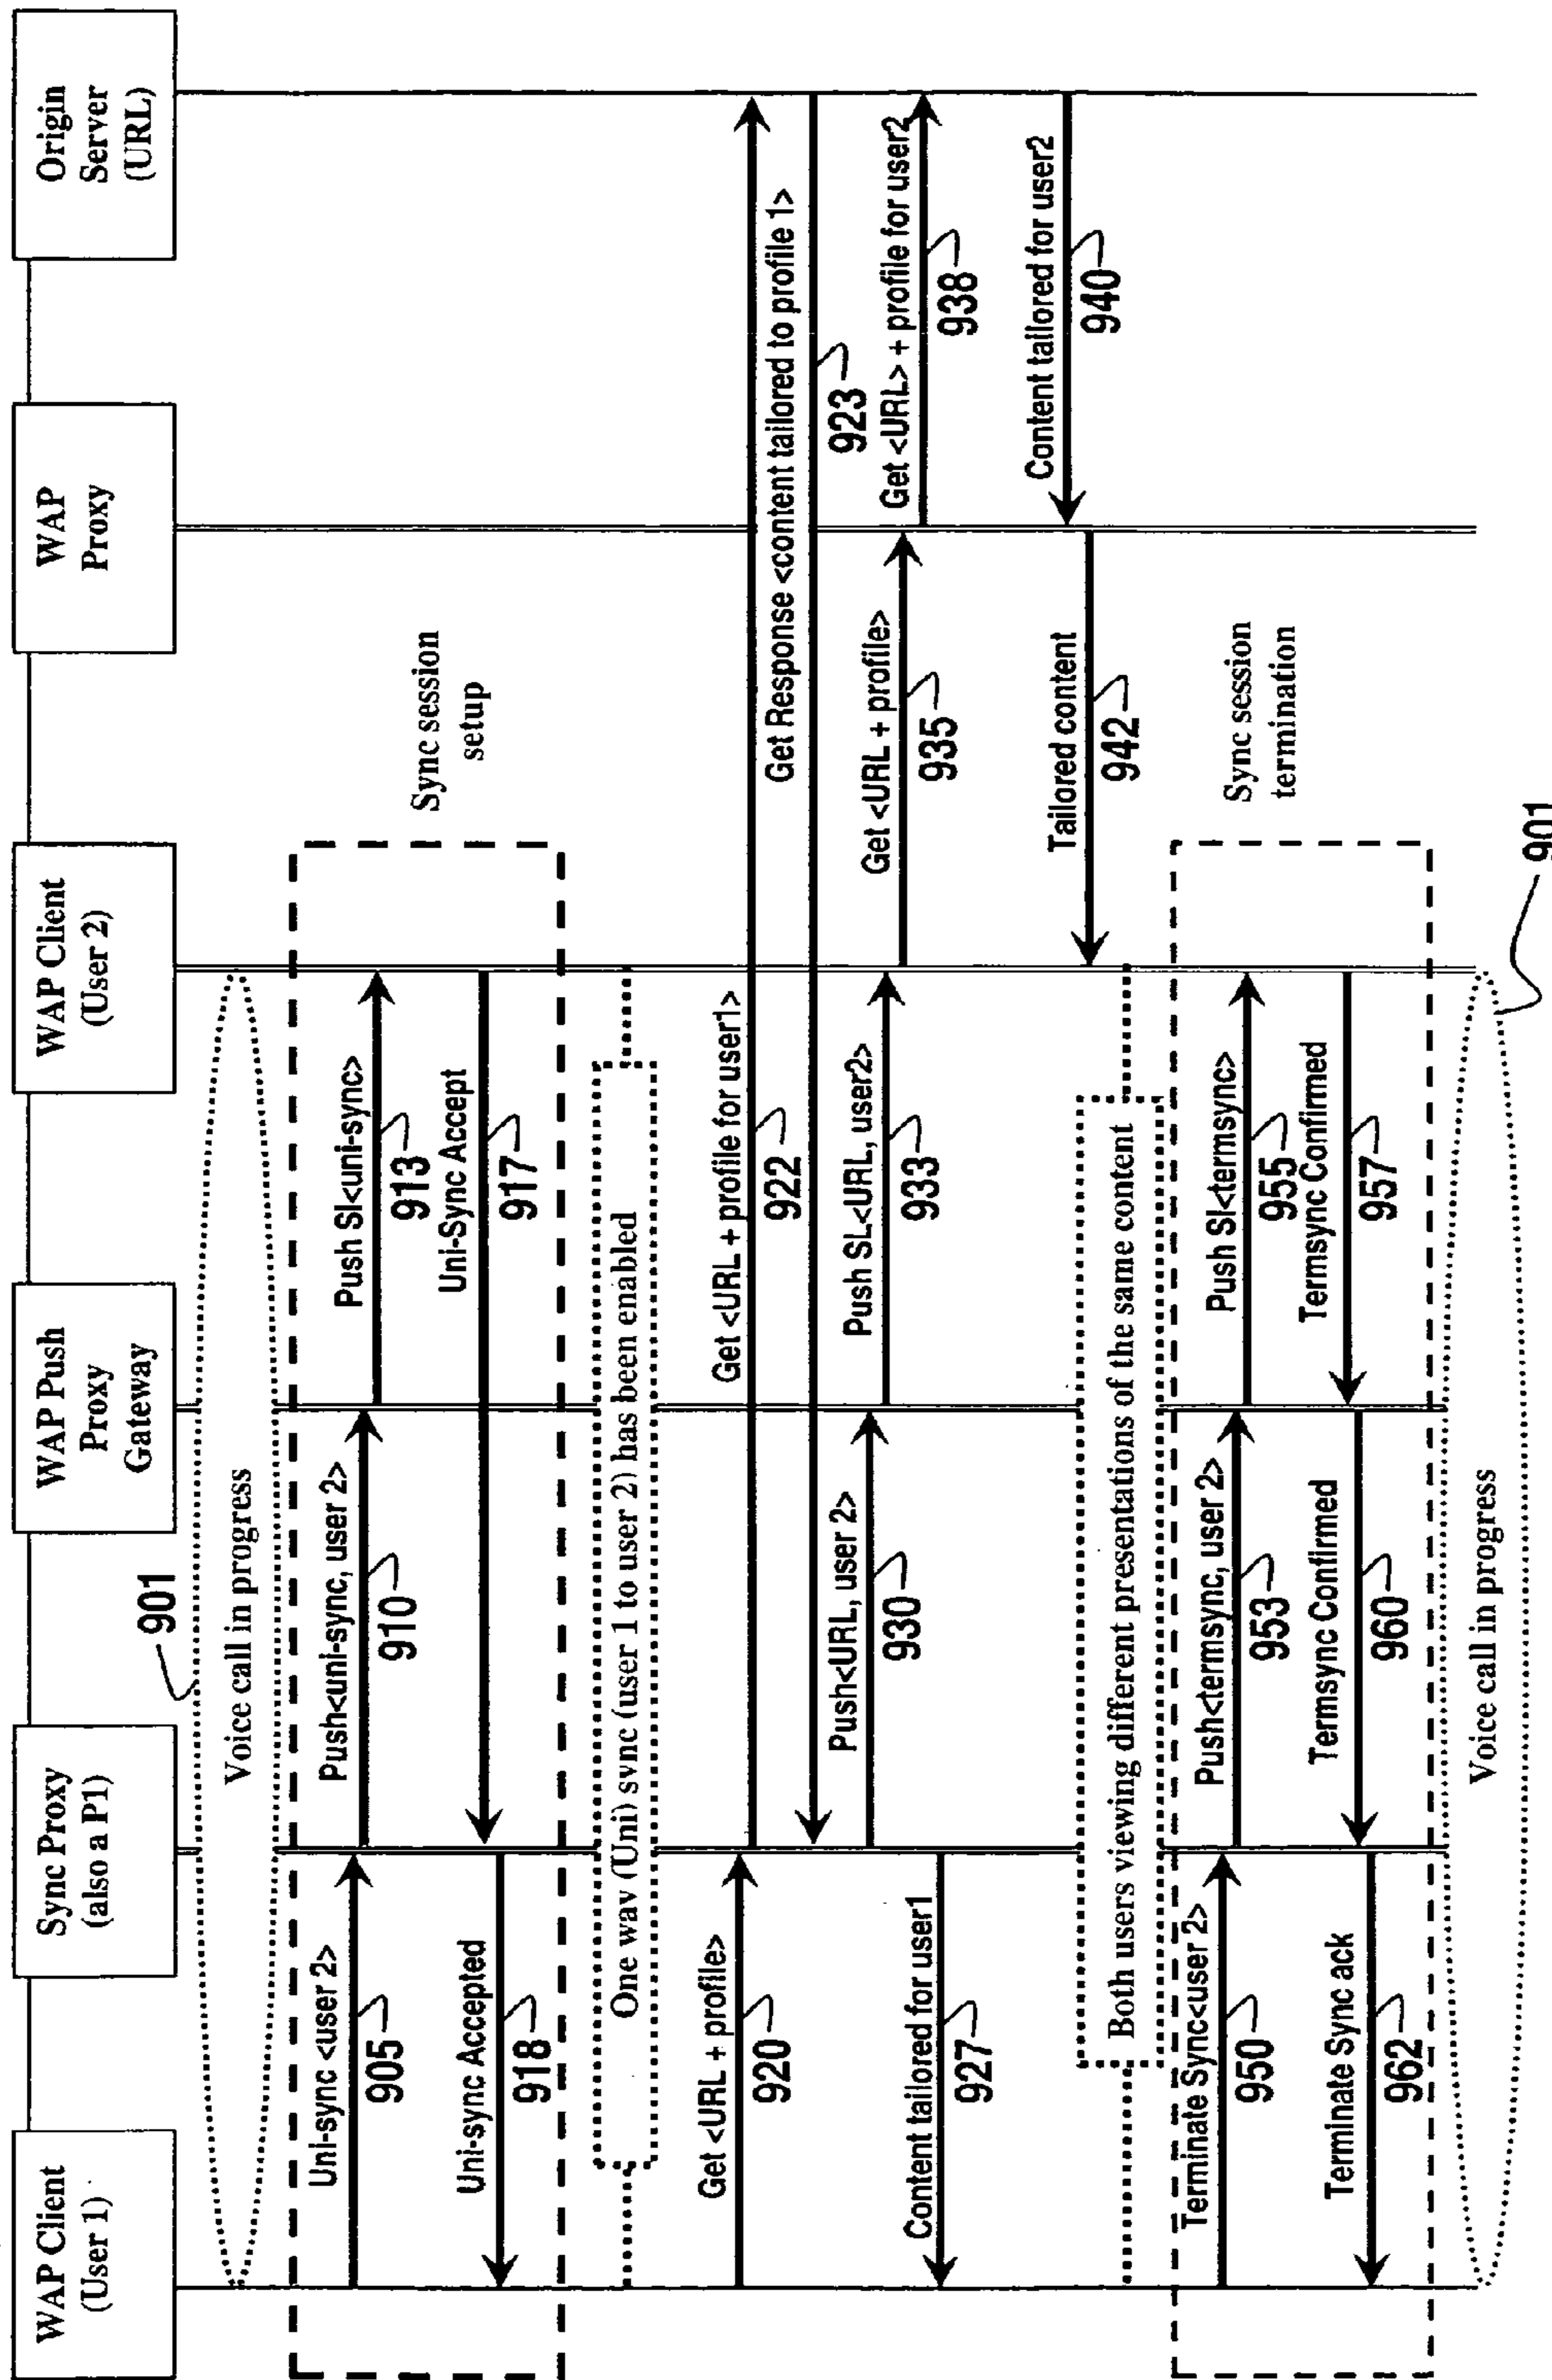 WAP Client
(User 1)
Sync Proxy
(also a P1)
WAP Push
Proxy
Gateway
WAP Client
(User 2)
WAP
Proxy
Origin
Server
(URL)
901
Voice call in progress
Uni-sync <user 2>
905
Push<uni-sync, user 2>
910
Push SI<uni-sync>
913
Uni-Sync Accept
917
Uni-sync Accepted
918
Sync session
setup
One way (Uni) sync (user 1 to user 2) has been enabled
Get <URL + profile>
920
Get <URL + profile for user1>
922
Get Response <content tailored to profile 1>
923
Push<URL, user 2>
930
Push SL<URL, user2>
933
Get <URL + profile>
935
Get <URL> + profile for user2
938
Content tailored for user1
927
Content tailored for user2
940
Tailored content
942
Both users viewing different presentations of the same content
Terminate Sync<user 2>
950
Push<termsync, user 2>
953
Push SI<termsync>
955
Termsync Confirmed
957
Termsync Confirmed
960
Terminate Sync ack
962
Sync session
termination
Voice call in progress
901